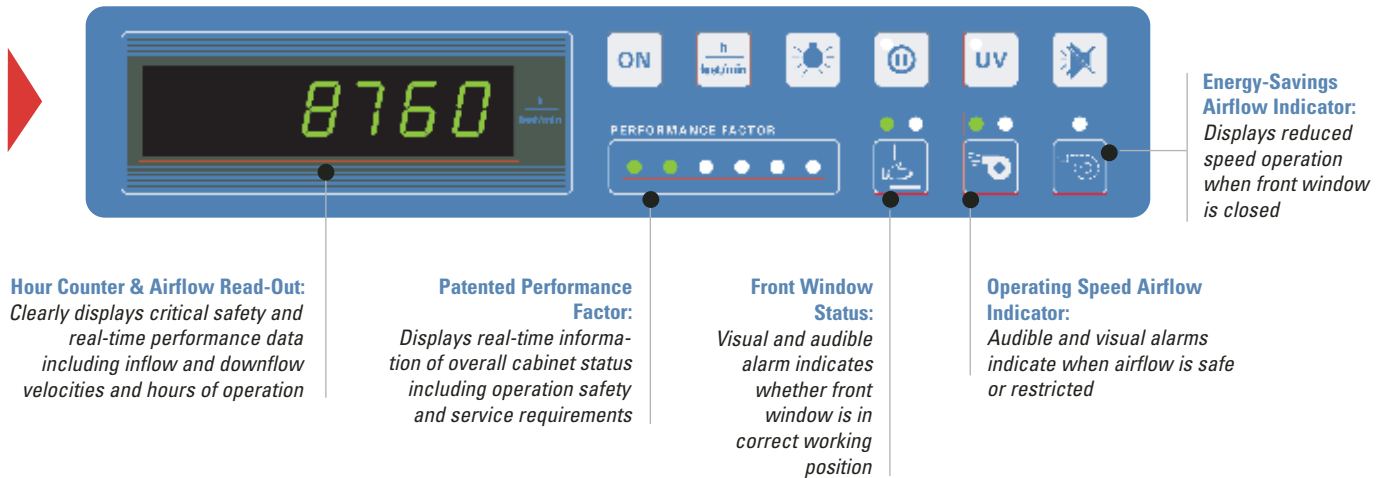 8760
h
feet/min
ON
h
feet/min
UV
PERFORMANCE FACTOR
Energy-Savings
Airflow Indicator:
Displays reduced
speed operation
when front window
is closed
Hour Counter & Airflow Read-Out:
Clearly displays critical safety and
real-time performance data
including inflow and downflow
velocities and hours of operation
Patented Performance
Factor:
Displays real-time informa-
tion of overall cabinet status
including operation safety
and service requirements
Front Window
Status:
Visual and audible
alarm indicates
whether front
window is in
correct working
position
Operating Speed Airflow
Indicator:
Audible and visual alarms
indicate when airflow is safe
or restricted